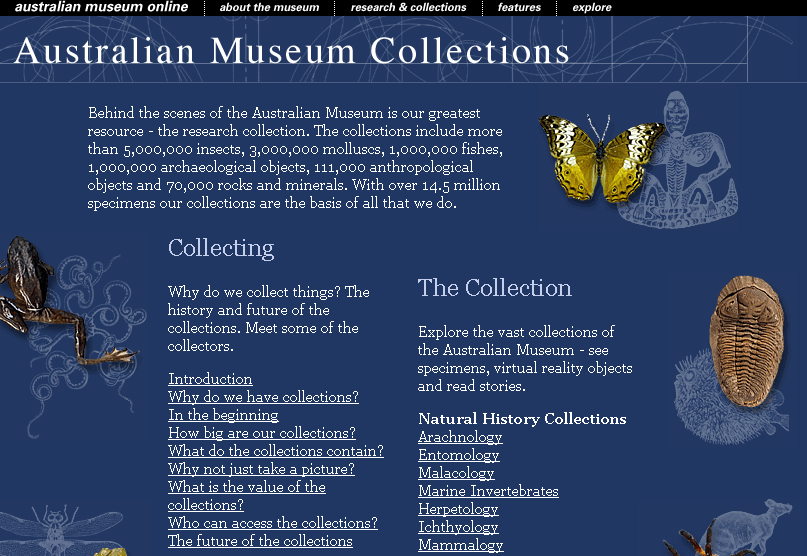 australian museum online about the museum research & collections features explore
Australian Museum Collections
Behind the scenes of the Australian Museum is our greatest
resource - the research collection. The collections include more
than 5,000,000 insects, 3,000,000 molluscs, 1,000,000 fishes,
1,000,000 archaeological objects, 111,000 anthropological
objects and 70,000 rocks and minerals. With over 14.5 million
specimens our collections are the basis of all that we do.
Collecting
Why do we collect things? The
history and future of the
collections. Meet some of the
collectors.
Introduction
Why do we have collections?
In the beginning
How big are our collections?
What do the collections contain?
Why not just take a picture?
What is the value of the
collections?
Who can access the collections?
The future of the collections
The Collection
Explore the vast collections of
the Australian Museum - see
specimens, virtual reality objects
and read stories.
Natural History Collections
Arachnology
Entomology
Malacology
Marine Invertebrates
Herpetology
Ichthyology
Mammalogy